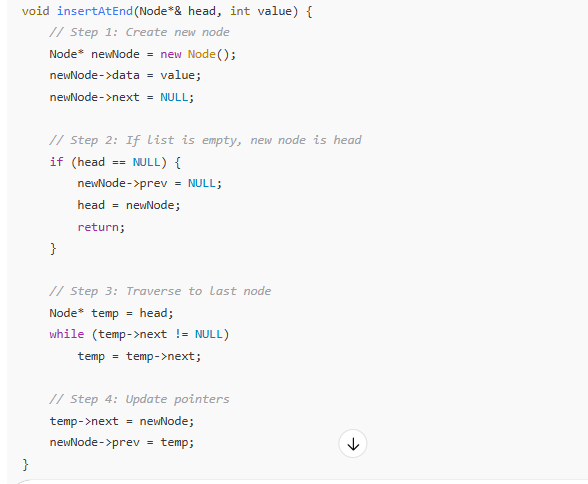 void insertAtEnd(Node*& head, int value) {
    // Step 1: Create new node
    Node* newNode = new Node();
    newNode->data = value;
    newNode->next = NULL;

    // Step 2: If list is empty, new node is head
    if (head == NULL) {
        newNode->prev = NULL;
        head = newNode;
        return;
    }

    // Step 3: Traverse to last node
    Node* temp = head;
    while (temp->next != NULL)
        temp = temp->next;

    // Step 4: Update pointers
    temp->next = newNode;
    newNode->prev = temp;
}